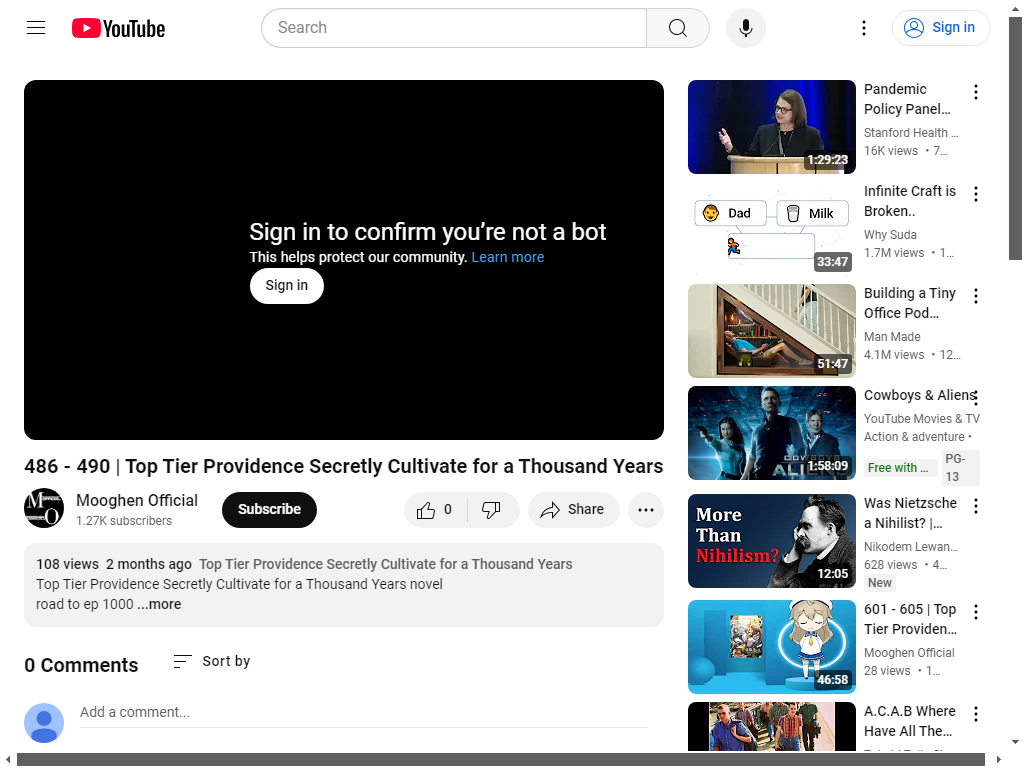 YouTube
Search
Sign in
Sign in to confirm you're not a bot
This helps protect our community. Learn more
Sign in
486 - 490 | Top Tier Providence Secretly Cultivate for a Thousand Years
Mooghen Official
1.27K subscribers
Subscribe
0
Share
108 views 2 months ago Top Tier Providence Secretly Cultivate for a Thousand Years
Top Tier Providence Secretly Cultivate for a Thousand Years novel
road to ep 1000 ...more
0 Comments
Sort by
Add a comment...
1:29:23
Pandemic
Policy Panel...
Stanford Health ...
16K views • 7...
Dad
Milk
33:47
Infinite Craft is
Broken..
Why Suda
1.7M views • 1...
51:47
Building a Tiny
Office Pod...
Man Made
4.1M views • 12...
COWBOYS &
ALIENS
1:58:09
Cowboys & Aliens
YouTube Movies & TV
Action & adventure •
Free with ...
PG-
13
More
Than
Nihilism?
12:05
Was Nietzsche
a Nihilist? |...
Nikodem Lewan...
628 views • 4...
New
46:58
601 - 605 | Top
Tier Providen...
Mooghen Official
28 views • 1...
A.C.A.B Where
Have All The...